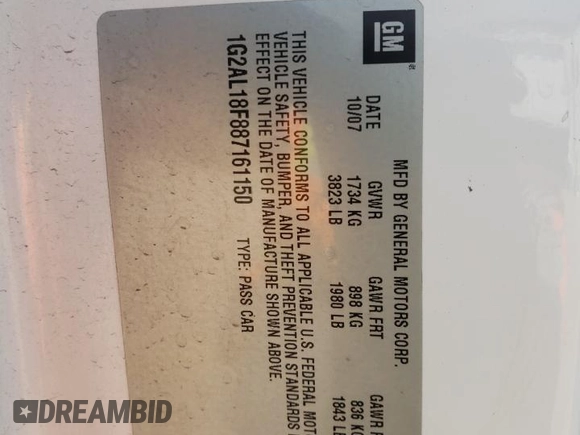 GM
MFD BY GENERAL MOTORS CORP.
DATE GVWR GAWR FRT GAWR
10/07 1734 KG 898 KG 836
3823 LB 1980 LB 1843
THIS VEHICLE CONFORMS TO ALL APPLICABLE U.S. FEDERAL
VEHICLE SAFETY, BUMPER, AND THEFT PREVENTION STANDARDS
EFFECT ON THE DATE OF MANUFACTURE SHOWN ABOVE.
1G2AL18F887161150 TYPE: PASS CAR
DREAMBID